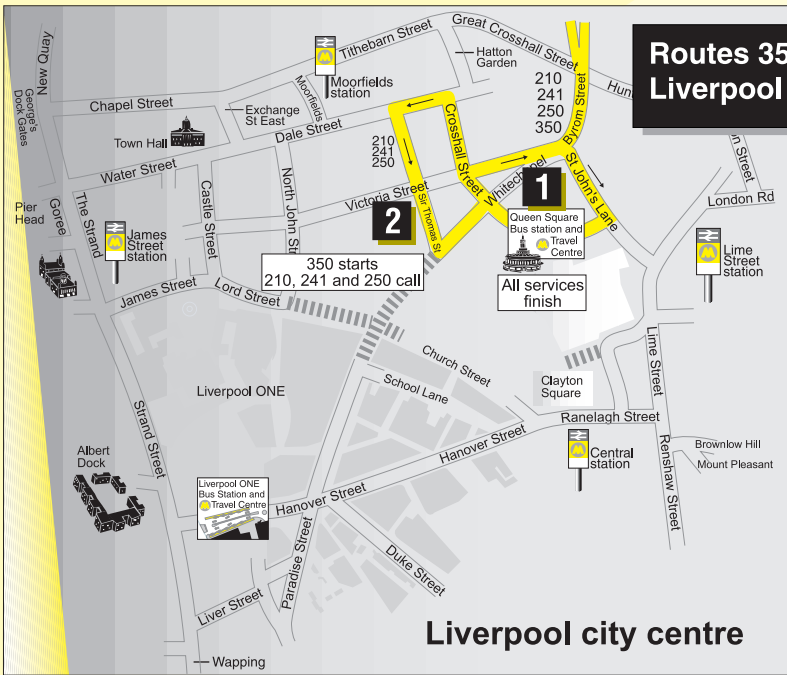 Routes 35
Liverpool
New Quay
George's
Dock Gates
Tithebarn Street
Great Crosshall Street
Hatton
Garden
Moorfields
station
Moorfields
Chapel Street
Exchange
St East
Dale Street
Town Hall
Water Street
210
241
250
350
Byrom Street
210
241
250
Crosshall Street
St John's Lane
Whitechapel
Victoria Street
Sir Thomas St
North John St
Castle Street
London Rd
Pier
Head
Goree
The Strand
James
Street
station
1
2
Queen Square
Bus station and
Travel
Centre
Lime
Street
station
350 starts
210, 241 and 250 call
All services
finish
James Street
Lord Street
Church Street
School Lane
Clayton
Square
Lime Street
Liverpool ONE
Ranelagh Street
Strand Street
Hanover Street
Central
station
Renshaw Street
Brownlow Hill
Mount Pleasant
Albert
Dock
Liverpool ONE
Bus Station and
Travel Centre
Hanover Street
Paradise Street
Duke Street
Liver Street
Wapping
Liverpool city centre